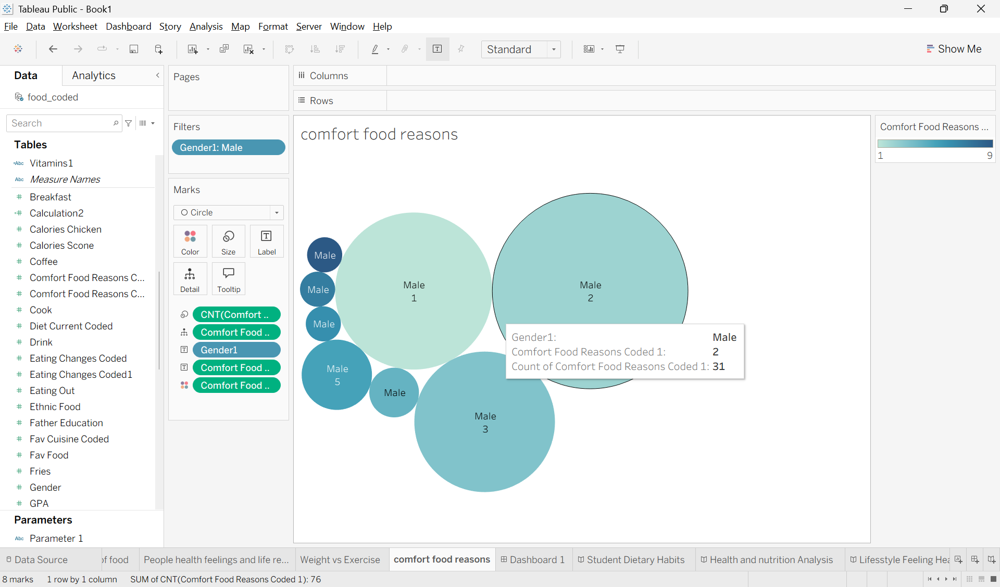 Tableau Public - Book1
File Data Worksheet Dashboard Story Analysis Map Format Server Window Help
Standard
Show Me
Data
Analytics
food_coded
Search
Tables
Abc Vitamins1
Abc Measure Names
Breakfast
Calculation2
Calories Chicken
Calories Scone
Coffee
Comfort Food Reasons C...
Comfort Food Reasons C...
Cook
Diet Current Coded
Drink
Eating Changes Coded
Eating Changes Coded1
Eating Out
Ethnic Food
Father Education
Fav Cuisine Coded
Fav Food
Fries
Gender
GPA
Parameters
Abc Parameter 1
Pages
Filters
Gender1: Male
Marks
Circle
Color
Size
Label
Detail
Tooltip
CNT(Comfort ..
Comfort Food ..
Gender1
Comfort Food ..
Comfort Food ..
Columns
Rows
comfort food reasons
Male
Male
Male
Male
5
Male
Male
1
Male
2
Male
3
Gender1: Male
Comfort Food Reasons Coded 1: 2
Count of Comfort Food Reasons Coded 1: 31
Comfort Food Reasons ...
1 9
Data Source
of food
People health feelings and life re...
Weight vs Exercise
comfort food reasons
Dashboard 1
Student Dietary Habits
Health and nutrition Analysis
Lifesstyle Feeling Hea
8 marks 1 row by 1 column SUM of CNT(Comfort Food Reasons Coded 1): 76